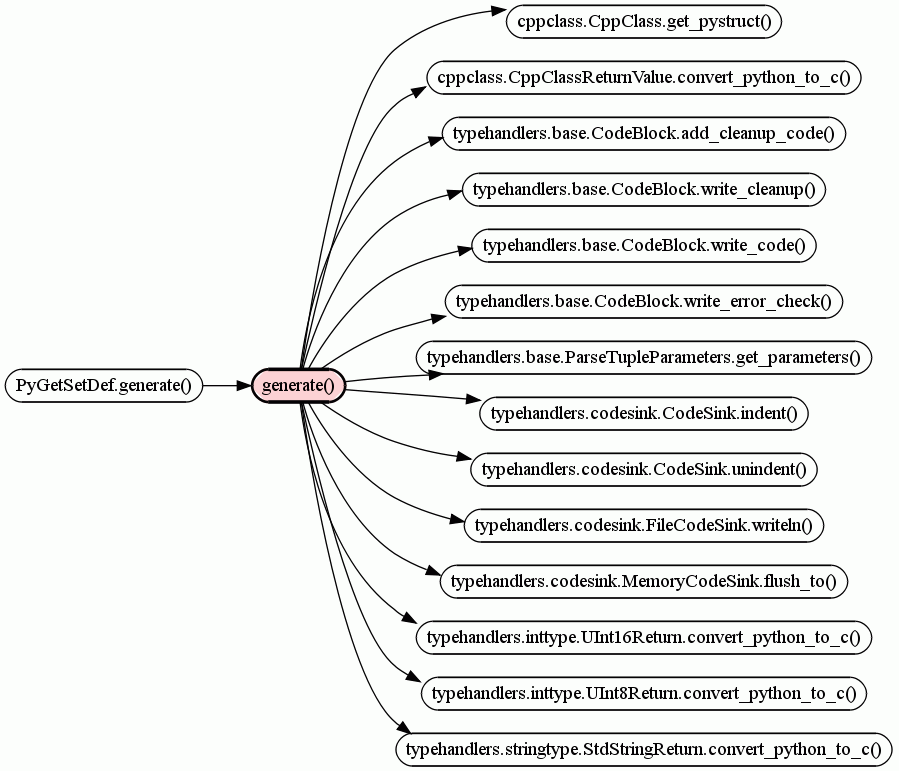 cppclass.CppClass.get_pystruct()
cppclass.CppClassReturnValue.convert_python_to_c()
typehandlers.base.CodeBlock.add_cleanup_code()
typehandlers.base.CodeBlock.write_cleanup()
typehandlers.base.CodeBlock.write_code()
typehandlers.base.CodeBlock.write_error_check()
typehandlers.base.ParseTupleParameters.get_parameters()
PyGetSetDef.generate()
generate()
typehandlers.codesink.CodeSink.indent()
typehandlers.codesink.CodeSink.unindent()
typehandlers.codesink.FileCodeSink.writeln()
typehandlers.codesink.MemoryCodeSink.flush_to()
typehandlers.inttype.UInt16Return.convert_python_to_c()
typehandlers.inttype.UInt8Return.convert_python_to_c()
typehandlers.stringtype.StdStringReturn.convert_python_to_c()